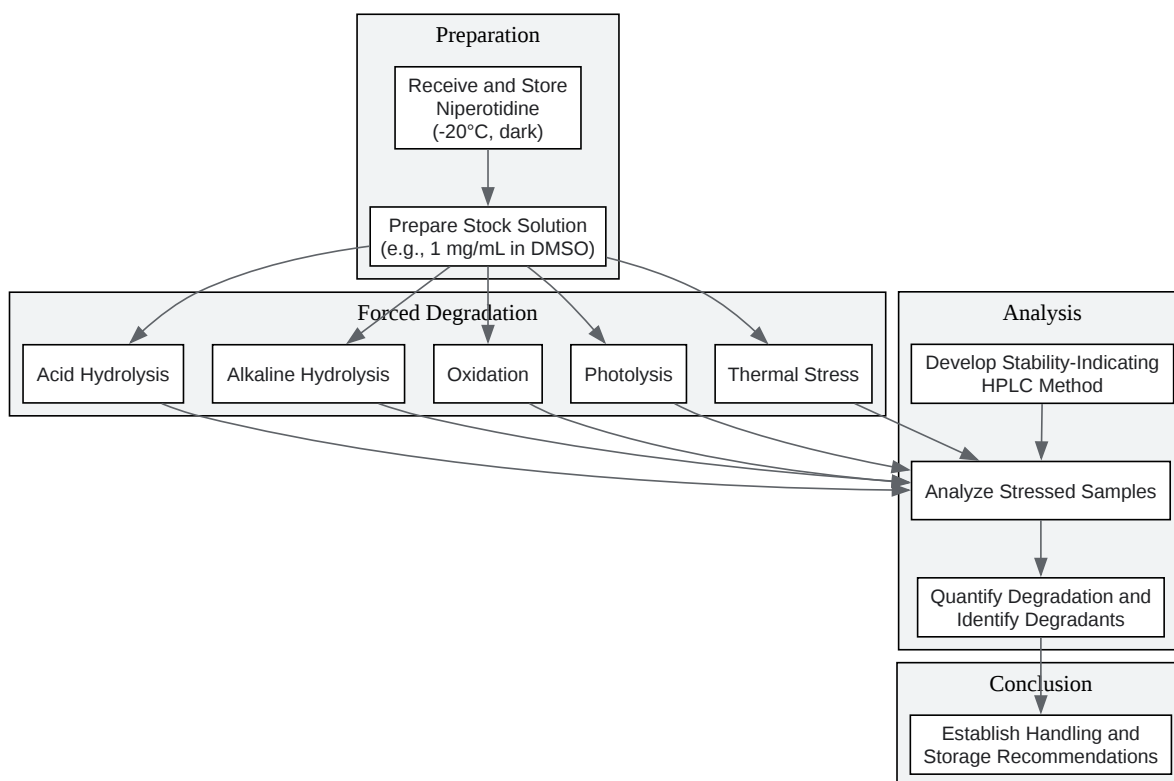 Preparation
Receive and Store
Niperotidine
(-20°C, dark)
Prepare Stock Solution
(e.g., 1 mg/mL in DMSO)
Forced Degradation
Acid Hydrolysis
Alkaline Hydrolysis
Oxidation
Photolysis
Thermal Stress
Analysis
Develop Stability-Indicating
HPLC Method
Analyze Stressed Samples
Quantify Degradation and
Identify Degradants
Conclusion
Establish Handling and
Storage Recommendations